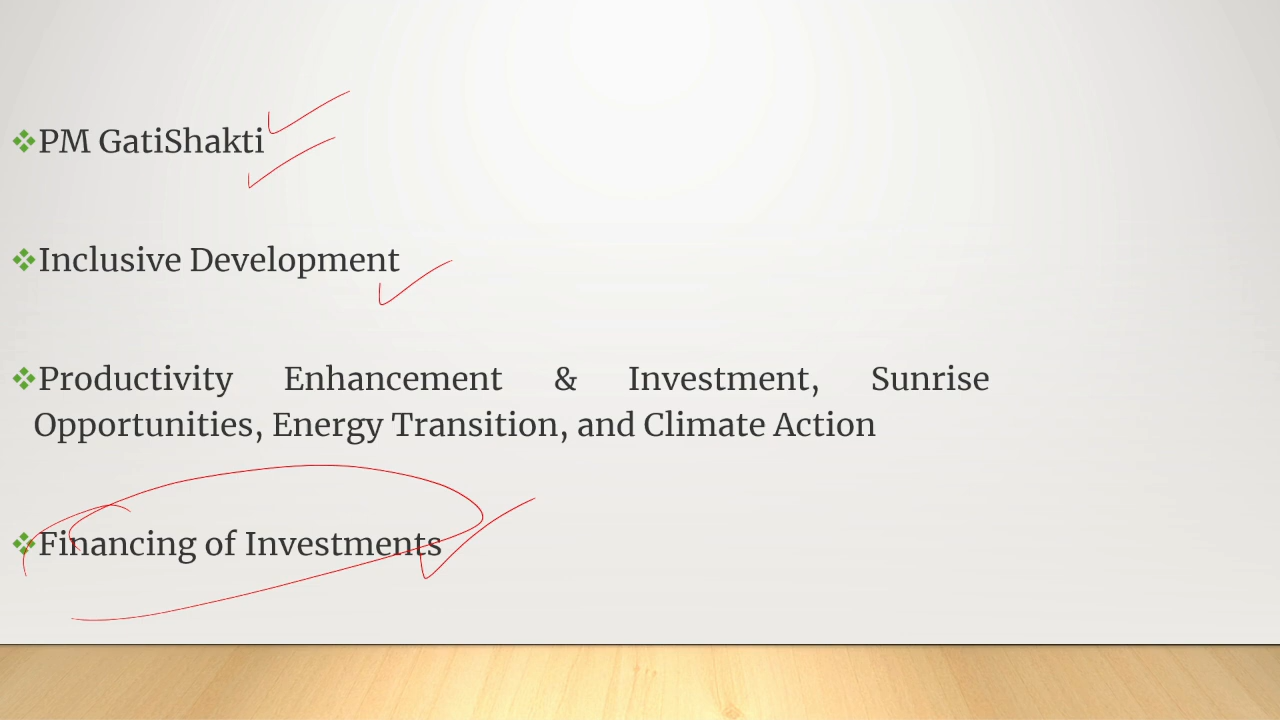 PM GatiShakti
Inclusive Development
Productivity Enhancement & Investment, Sunrise
Opportunities, Energy Transition, and Climate Action
Financing of Investments